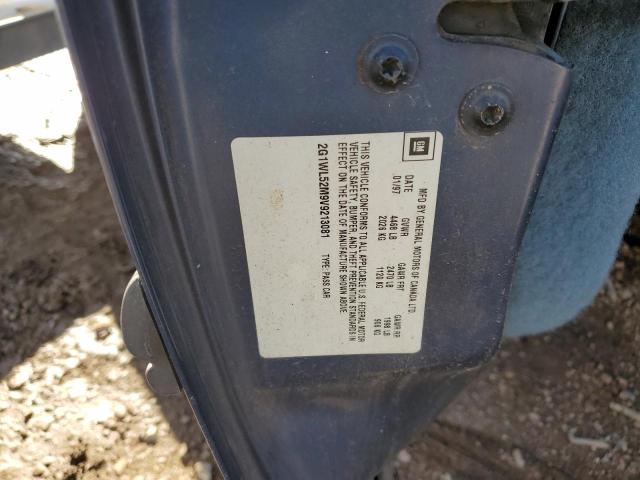 GM
MFD BY GENERAL MOTORS OF CANADA LTD.
DATE GVWR GAWR FRT GAWR RR
01/97 4468 LB 2470 LB 1998 LB
2026 KG 1120 KG 906 KG
THIS VEHICLE CONFORMS TO ALL APPLICABLE U.S. FEDERAL MOTOR
VEHICLE SAFETY, BUMPER, AND THEFT PREVENTION STANDARDS IN
EFFECT ON THE DATE OF MANUFACTURE SHOWN ABOVE.
2G1WL52M9V9213081 TYPE: PASS CAR